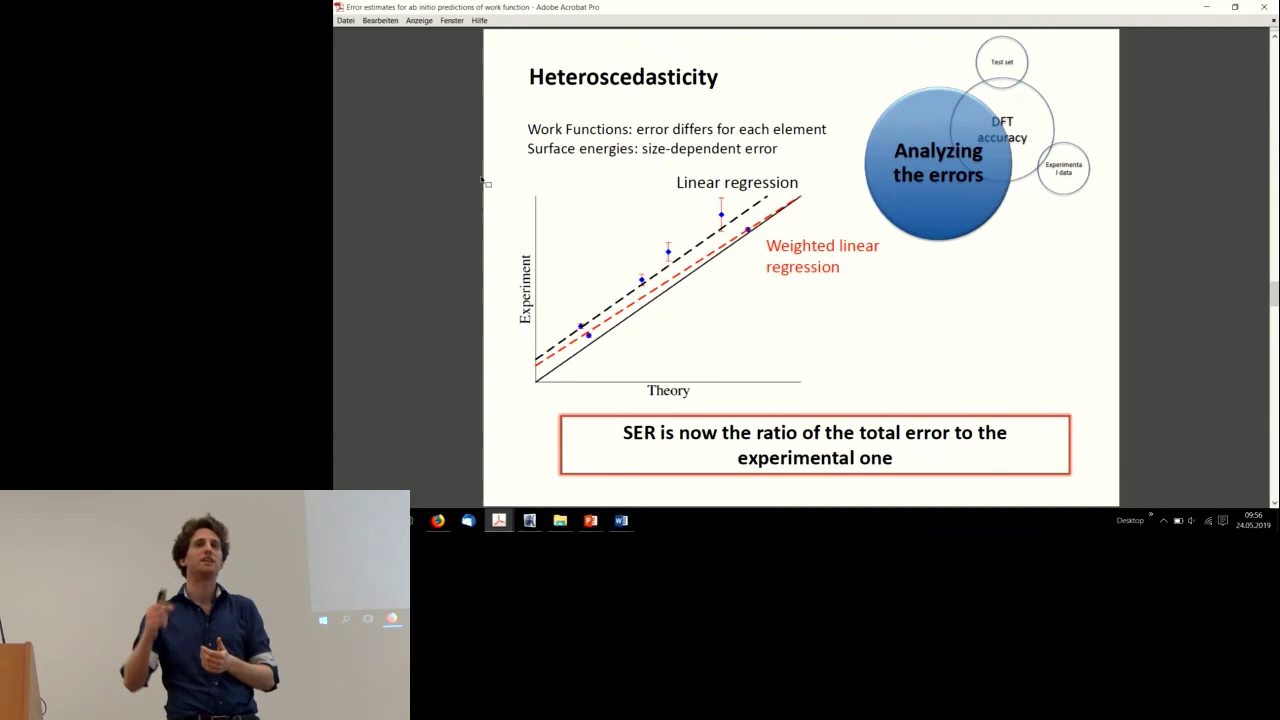 Error estimates for ab initio predictions of work function - Adobe Acrobat Pro
Datei Bearbeiten Anzeige Fenster Hilfe
Heteroscedasticity
Work Functions: error differs for each element
Surface energies: size-dependent error
Test set
DFT
accuracy
Analyzing
the errors
Experimenta
l data
Linear regression
Weighted linear
regression
Experiment
Theory
SER is now the ratio of the total error to the
experimental one
Desktop
09:56
24.05.2019